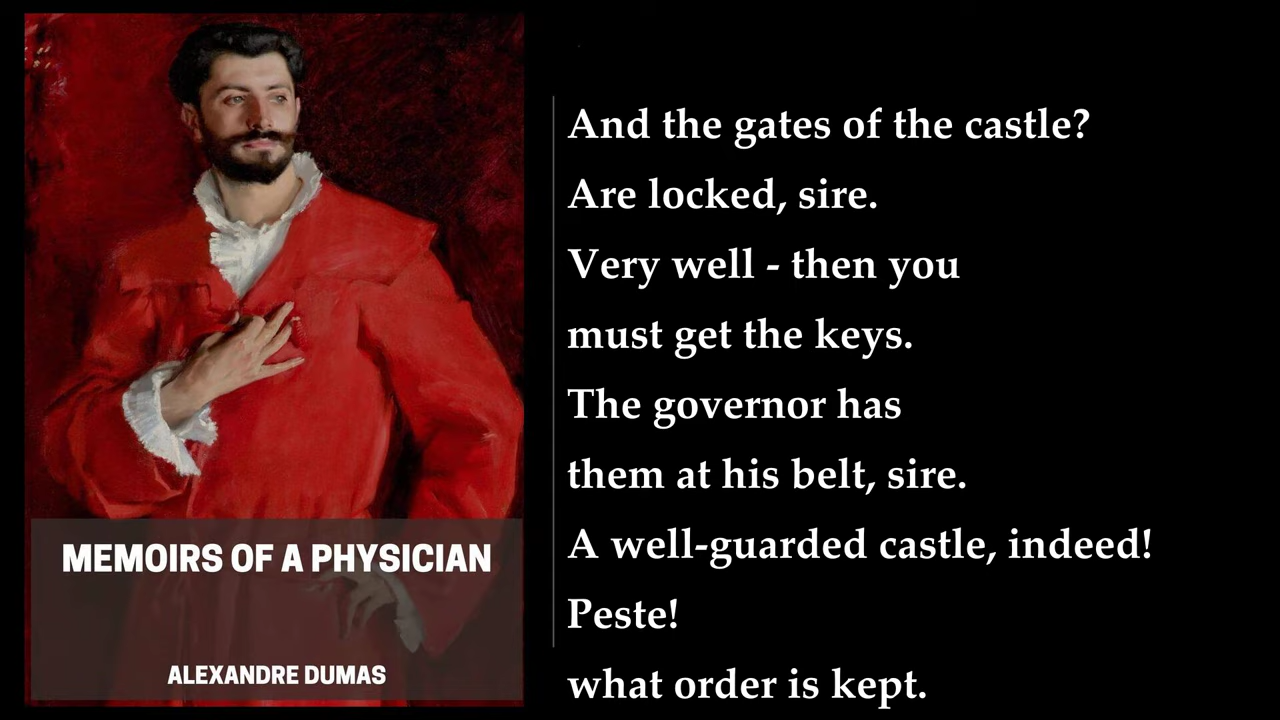 MEMOIRS OF A PHYSICIAN
ALEXANDRE DUMAS
And the gates of the castle?
Are locked, sire.
Very well - then you
must get the keys.
The governor has
them at his belt, sire.
A well-guarded castle, indeed!
Peste!
what order is kept.